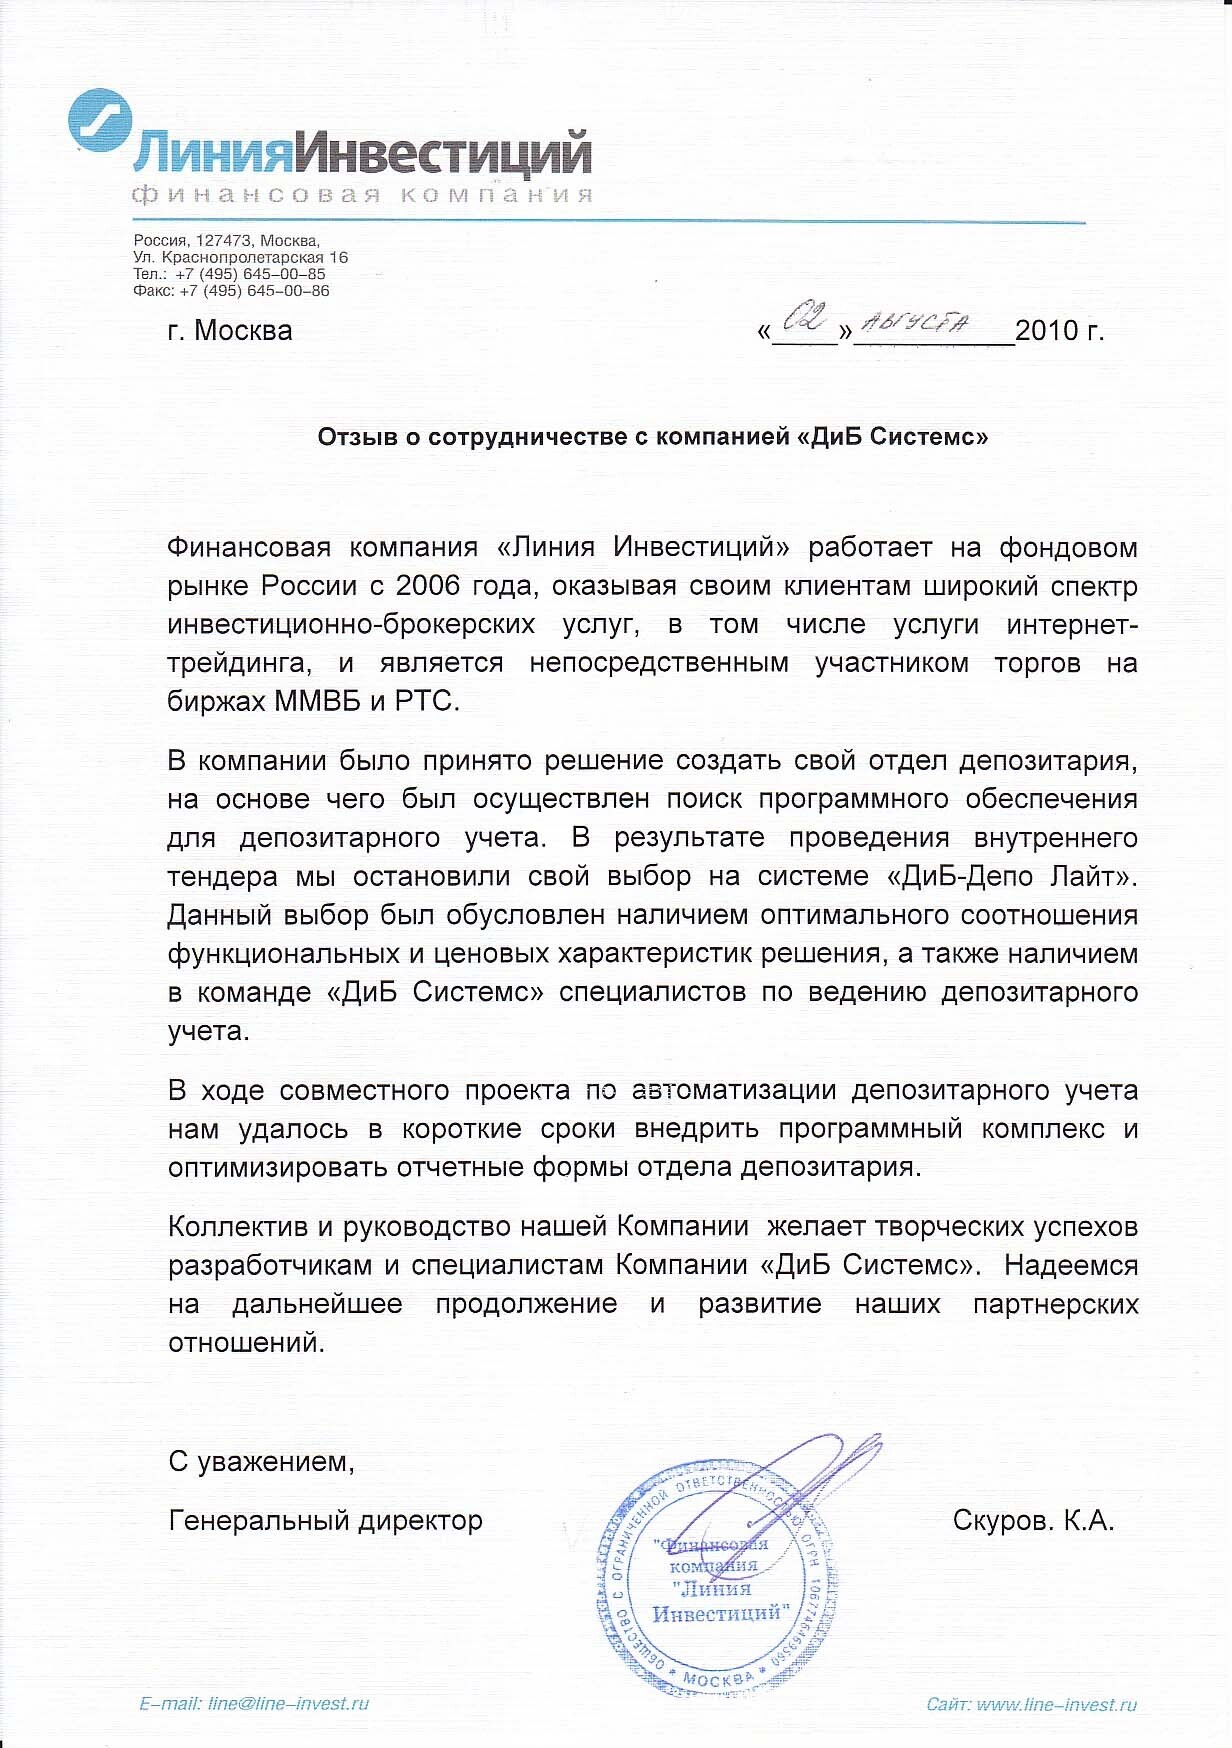 ЛинияИнвестиций
финансовая компания
Россия, 127473, Москва,
Ул. Краснопролетарская 16
Тел.: +7 (495) 645-00-85
Факс: +7 (495) 645-00-86
г. Москва «02» августа 2010 г.
Отзыв о сотрудничестве с компанией «ДиБ Системс»
Финансовая компания «Линия Инвестиций» работает на фондовом
рынке России с 2006 года, оказывая своим клиентам широкий спектр
инвестиционно-брокерских услуг, в том числе услуги интернет-
трейдинга, и является непосредственным участником торгов на
биржах ММВБ и РТС.
В компании было принято решение создать свой отдел депозитария,
на основе чего был осуществлен поиск программного обеспечения
для депозитарного учета. В результате проведения внутреннего
тендера мы остановили свой выбор на системе «ДиБ-Депо Лайт».
Данный выбор был обусловлен наличием оптимального соотношения
функциональных и ценовых характеристик решения, а также наличием
в команде «ДиБ Системс» специалистов по ведению депозитарного
учета.
В ходе совместного проекта по автоматизации депозитарного учета
нам удалось в короткие сроки внедрить программный комплекс и
оптимизировать отчетные формы отдела депозитария.
Коллектив и руководство нашей Компании желает творческих успехов
разработчикам и специалистам Компании «ДиБ Системс». Надеемся
на дальнейшее продолжение и развитие наших партнерских
отношений.
С уважением,
Генеральный директор Скуров. К.А.
ОБЩЕСТВО С ОГРАНИЧЕННОЙ ОТВЕТСТВЕННОСТЬЮ ОГРН
* МОСКВА *
"Финансовая
компания
"Линия
Инвестиций"
E-mail: line@line-invest.ru Сайт: www.line-invest.ru